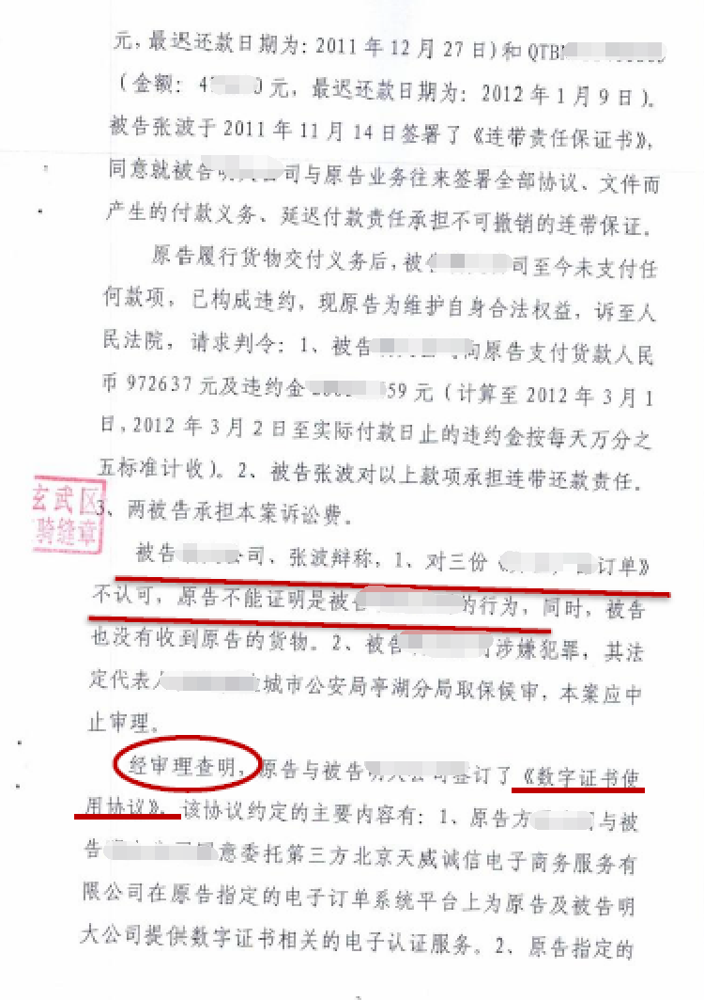 元，最迟还款日期为：2011年12月27日)和QTB
（金额：4 0元，最迟还款日期为：2012年1月9日)。
被告张波于2011年11月14日签署了《连带责任保证书》，
同意就被告 司与原告业务往来签署全部协议、文件而
产生的付款义务、延迟付款责任承担不可撤销的连带保证。
原告履行货物交付义务后，被 司至今未支付任
何款项，已构成违约，现原告为维护自身合法权益，诉至人
民法院，请求判令：1、被告 向原告支付货款人民
币972637元及违约金 59元（计算至2012年3月1
日，2012年3月2日至实际付款日止的违约金按每天万分之
五标准计收)。2、被告张波对以上款项承担连带还款责任。
玄武区
骑缝章
3、两被告承担本案诉讼费。
被告 公司、张波辩称，1、对三份《 订单》
不认可，原告不能证明是被告 的行为，同时，被告
也没有收到原告的货物。2、被告 涉嫌犯罪，其法
定代表人 城市公安局亭湖分局取保候审，本案应中
止审理。
经审理查明，原告与被告明大公司签订了《数字证书使
用协议》，该协议约定的主要内容有：1、原告方 与被
告 意委托第三方北京天威诚信电子商务服务有
限公司在原告指定的电子订单系统平台上为原告及被告明
大公司提供数字证书相关的电子认证服务。2、原告指定的